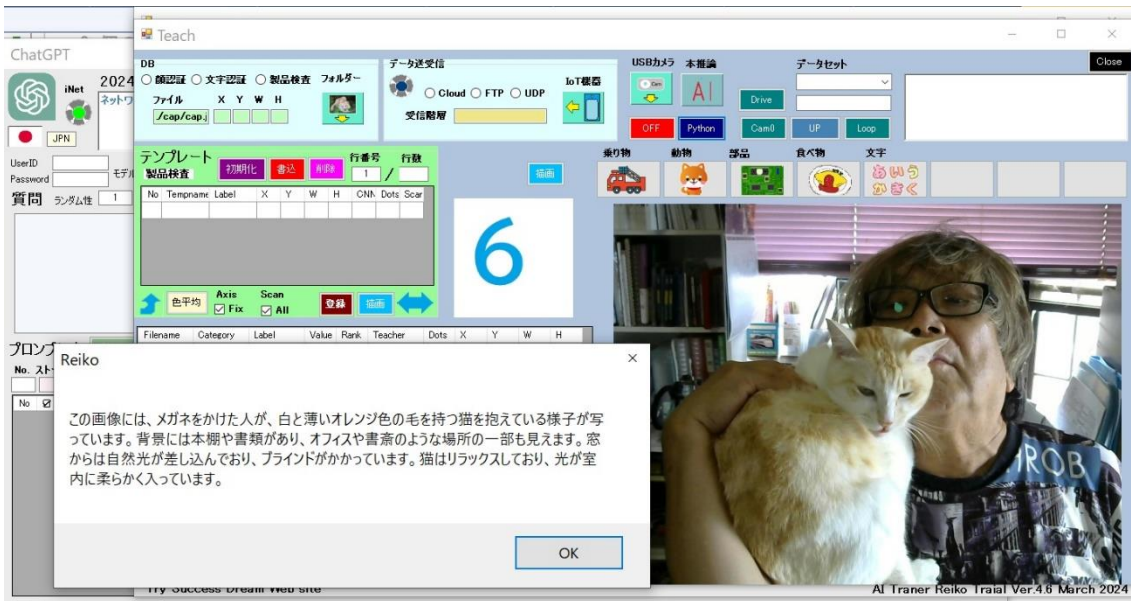 Teach
Close
ChatGPT
iNet
2024
ネットワ
JPN
UserID
Password
モデル
質問
ランダム性
1
DB
顔認証
文字認証
製品検査
フォルダー
ファイル
X Y W H
/cap/cap.j
データ送受信
Cloud
FTP
UDP
IoT機器
受信階層
USBカメラ
本推論
データセット
Cam
AI
Drive
OFF
Python
Cam0
UP
Loop
テンプレート
製品検査
初期化
書込
削除
行番号
行数
1
/
描画
No Tempname Label X Y W H CNN Dots Scar
色平均
Axis
Fix
Scan
All
登録
描画
6
乗り物
動物
部品
食べ物
文字
あいう
かきく
Filename Category Label Value Rank Teacher Dots X Y W H
No. スト
No
Reiko
この画像には、メガネをかけた人が、白と薄いオレンジ色の毛を持つ猫を抱えている様子が写
っています。背景には本棚や書類があり、オフィスや書斎のような場所の一部も見えます。窓
からは自然光が差し込んでおり、ブラインドがかかっています。猫はリラックスしており、光が室
内に柔らかく入っています。
OK
ROB
Try Success Dream Web site
AI Traner Reiko Traial Ver.4.6 March 2024